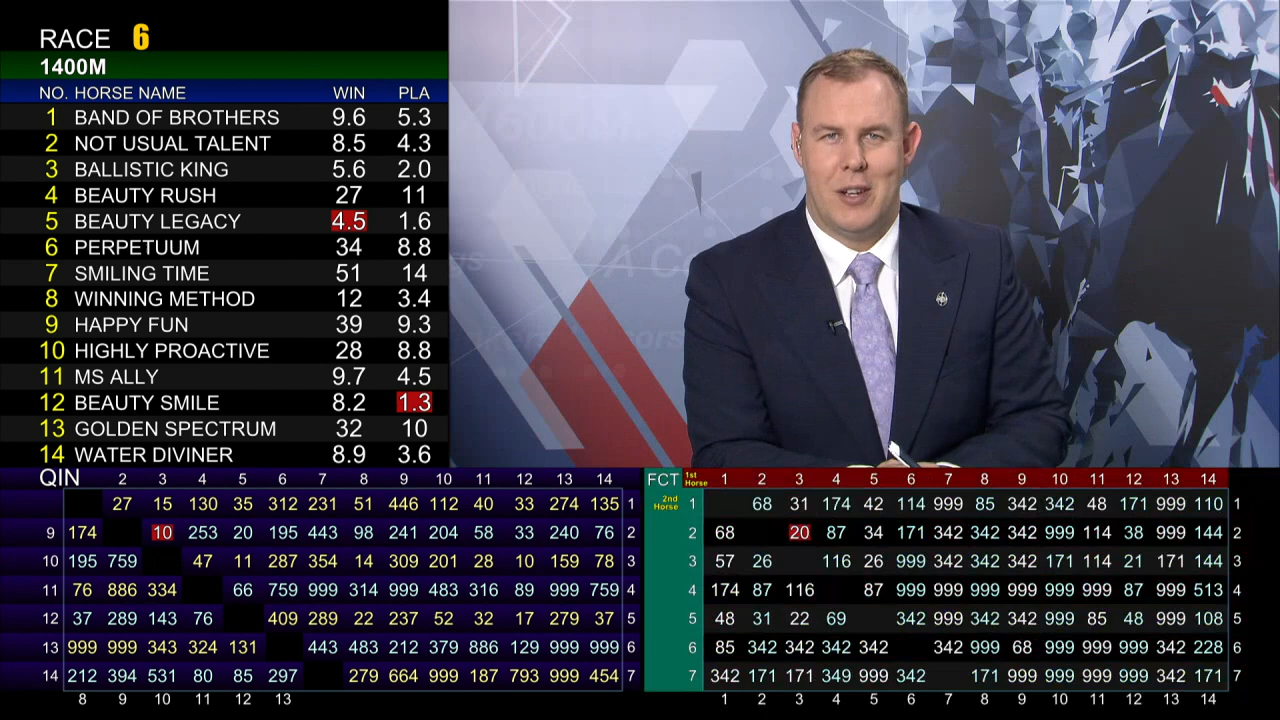 RACE 6
1400M
NO. HORSE NAME WIN PLA
1 BAND OF BROTHERS 9.6 5.3
2 NOT USUAL TALENT 8.5 4.3
3 BALLISTIC KING 5.6 2.0
4 BEAUTY RUSH 27 11
5 BEAUTY LEGACY 4.5 1.6
6 PERPETUUM 34 8.8
7 SMILING TIME 51 14
8 WINNING METHOD 12 3.4
9 HAPPY FUN 39 9.3
10 HIGHLY PROACTIVE 28 8.8
11 MS ALLY 9.7 4.5
12 BEAUTY SMILE 8.2 1.3
13 GOLDEN SPECTRUM 32 10
14 WATER DIVINER 8.9 3.6
QIN 2 3 4 5 6 7 8 9 10 11 12 13 14
27 15 130 35 312 231 51 446 112 40 33 274 135 1
9 174 10 253 20 195 443 98 241 204 58 33 240 76 2
10 195 759 47 11 287 354 14 309 201 28 10 159 78 3
11 76 886 334 66 759 999 314 999 483 316 89 999 759 4
12 37 289 143 76 409 289 22 237 52 32 17 279 37 5
13 999 999 343 324 131 443 483 212 379 886 129 999 999 6
14 212 394 531 80 85 297 279 664 999 187 793 999 454 7
8 9 10 11 12 13
FCT 1st Horse 1 2 3 4 5 6 7 8 9 10 11 12 13 14
2nd Horse 1 68 31 174 42 114 999 85 342 342 48 171 999 110 1
2 68 20 87 34 171 342 342 342 999 114 38 999 144 2
3 57 26 116 26 999 342 342 342 171 114 21 171 144 3
4 174 87 116 87 999 999 999 999 999 999 87 999 513 4
5 48 31 22 69 342 999 342 342 999 85 48 999 108 5
6 85 342 342 342 342 342 999 68 999 999 999 342 228 6
7 342 171 171 349 999 342 171 999 999 999 999 342 171 7
1 2 3 4 5 6 7 8 9 10 11 12 13 14